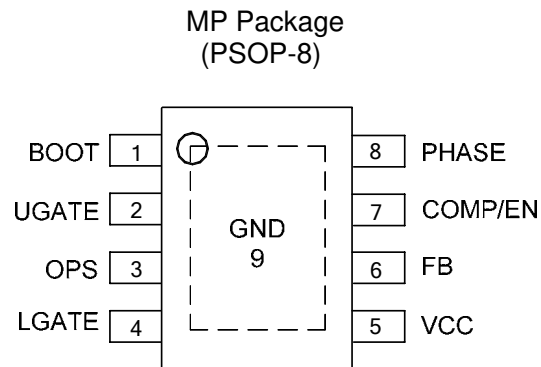 MP Package
(PSOP-8)
BOOT 1 8 PHASE
UGATE 2 7 COMP/EN
GND
9
OPS 3 6 FB
LGATE 4 5 VCC